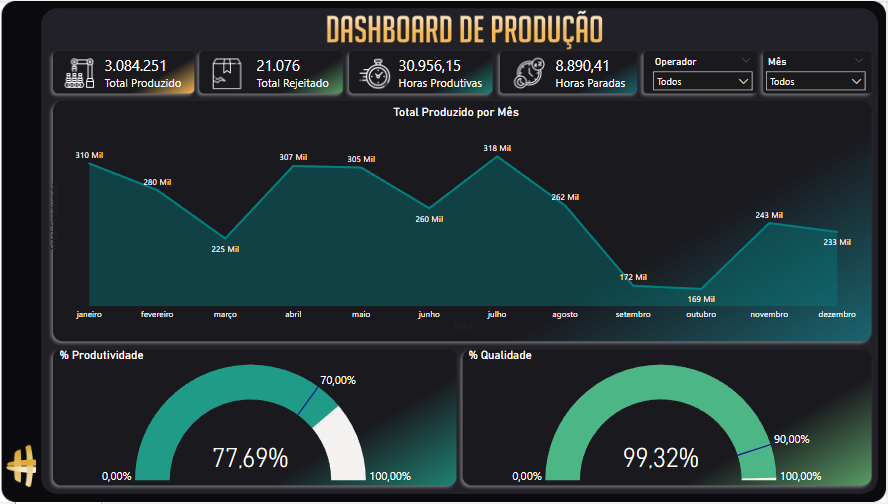 DASHBOARD DE PRODUÇÃO
3.084.251
Total Produzido
21.076
Total Rejeitado
30.956,15
Horas Produtivas
8.890,41
Horas Paradas
Operador
Todos
Mês
Todos
Total Produzido por Mês
310 Mil
280 Mil
225 Mil
307 Mil
305 Mil
260 Mil
318 Mil
262 Mil
172 Mil
169 Mil
243 Mil
233 Mil
janeiro
fevereiro
março
abril
maio
junho
julho
agosto
setembro
outubro
novembro
dezembro
Mês
% Produtividade
70,00%
77,69%
0,00%
100,00%
% Qualidade
90,00%
99,32%
0,00%
100,00%